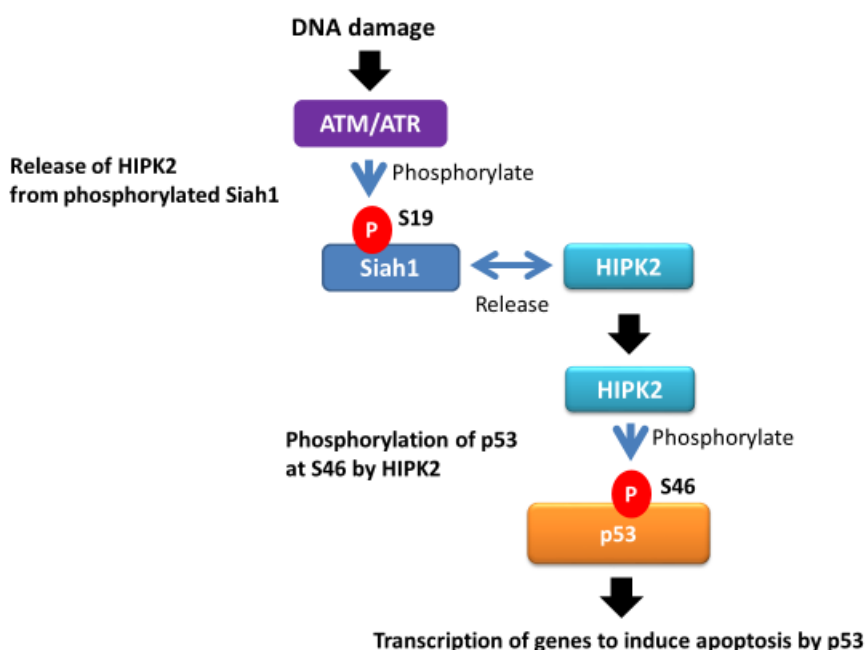 DNA damage
ATM/ATR
Release of HIPK2
from phosphorylated Siah1
Phosphorylate
P
S19
Siah1
HIPK2
Release
HIPK2
Phosphorylation of p53
at S46 by HIPK2
Phosphorylate
P
S46
p53
Transcription of genes to induce apoptosis by p53